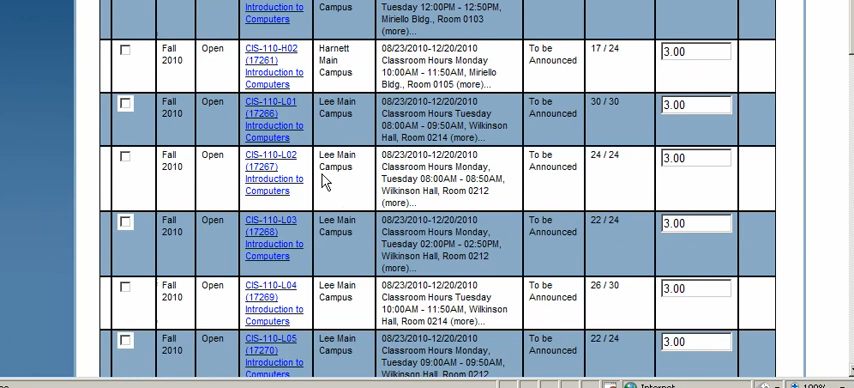 Introduction to Computers Campus Tuesday 12:00PM - 12:50PM, Miriello Bldg., Room 0103 (more)...
Fall 2010 Open CIS-110-H02 (17261) Introduction to Computers Harnett Main Campus 08/23/2010-12/20/2010 Classroom Hours Monday 10:00AM - 11:50AM, Miriello Bldg., Room 0105 (more)... To be Announced 17 / 24 3.00
Fall 2010 Open CIS-110-L01 (17266) Introduction to Computers Lee Main Campus 08/23/2010-12/20/2010 Classroom Hours Tuesday 08:00AM - 09:50AM, Wilkinson Hall, Room 0214 (more)... To be Announced 30 / 30 3.00
Fall 2010 Open CIS-110-L02 (17267) Introduction to Computers Lee Main Campus 08/23/2010-12/20/2010 Classroom Hours Monday, Tuesday 08:00AM - 08:50AM, Wilkinson Hall, Room 0212 (more)... To be Announced 24 / 24 3.00
Fall 2010 Open CIS-110-L03 (17268) Introduction to Computers Lee Main Campus 08/23/2010-12/20/2010 Classroom Hours Monday, Tuesday 02:00PM - 02:50PM, Wilkinson Hall, Room 0212 (more)... To be Announced 22 / 24 3.00
Fall 2010 Open CIS-110-L04 (17269) Introduction to Computers Lee Main Campus 08/23/2010-12/20/2010 Classroom Hours Tuesday 10:00AM - 11:50AM, Wilkinson Hall, Room 0214 (more)... To be Announced 26 / 30 3.00
Fall 2010 Open CIS-110-L05 (17270) Introduction to Computers Lee Main Campus 08/23/2010-12/20/2010 Classroom Hours Monday, Tuesday 09:00AM - 09:50AM, Wilkinson Hall, Room 0212 To be Announced 22 / 24 3.00
Internet 100%